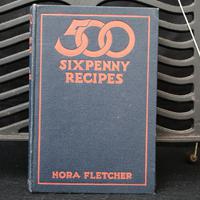 500
SIXPENNY
RECIPES
NORA FLETCHER